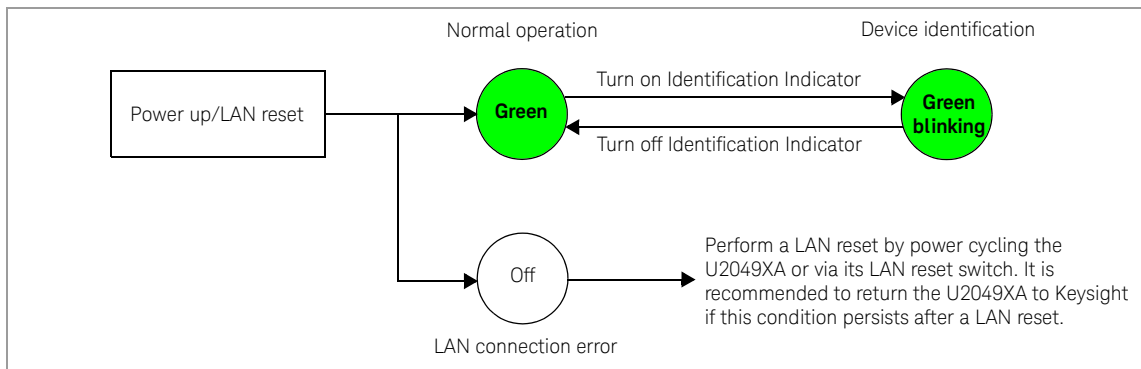 Normal operation
Device identification
Power up/LAN reset
Green
Turn on Identification Indicator
Turn off Identification Indicator
Green
blinking
Off
LAN connection error
Perform a LAN reset by power cycling the
U2049XA or via its LAN reset switch. It is
recommended to return the U2049XA to Keysight
if this condition persists after a LAN reset.